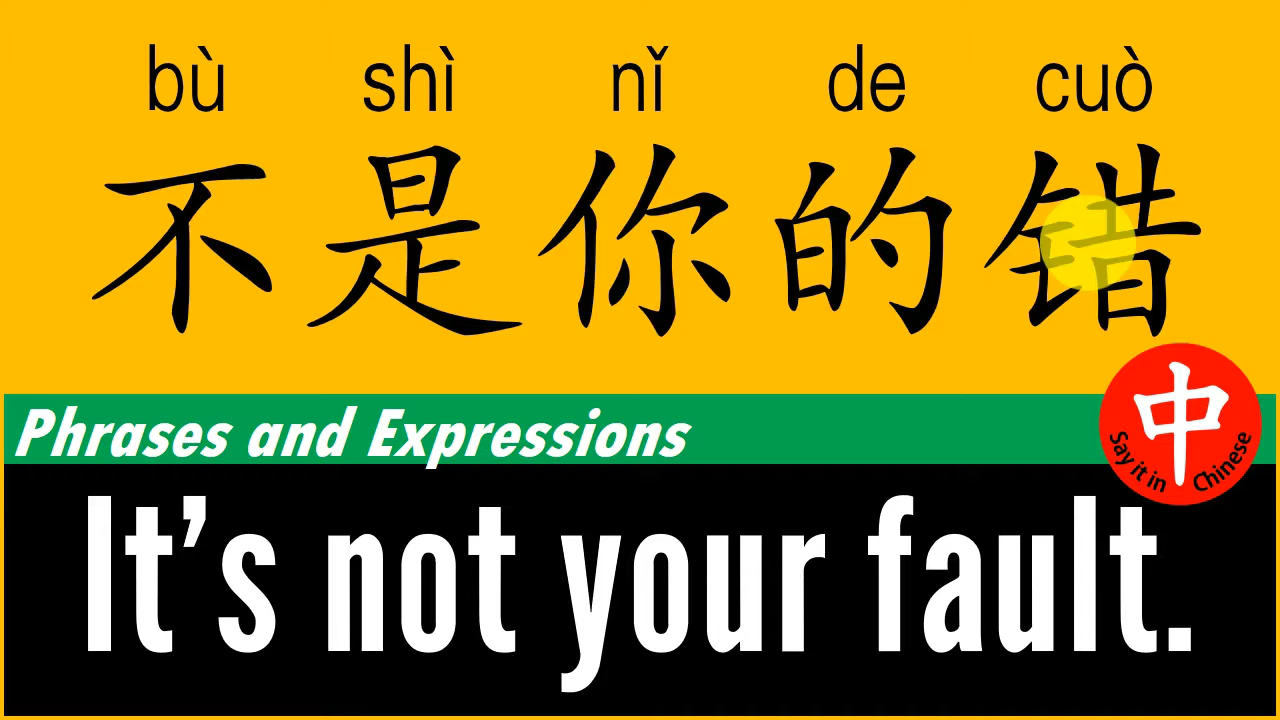 bù shì nǐ de cuò
不是你的错
Phrases and Expressions
中
Say it in Chinese
It's not your fault.